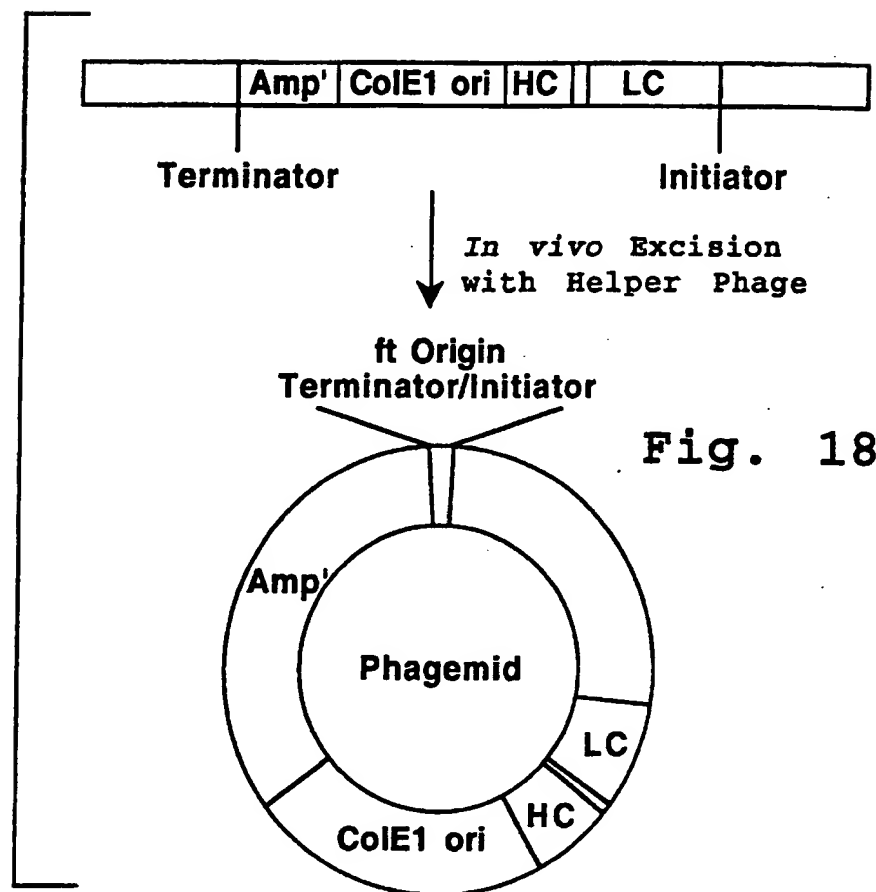 Amp' ColE1 ori HC LC
Terminator Initiator
In vivo Excision
with Helper Phage
ft Origin
Terminator/Initiator
Fig. 18
Amp'
Phagemid
LC
HC
ColE1 ori